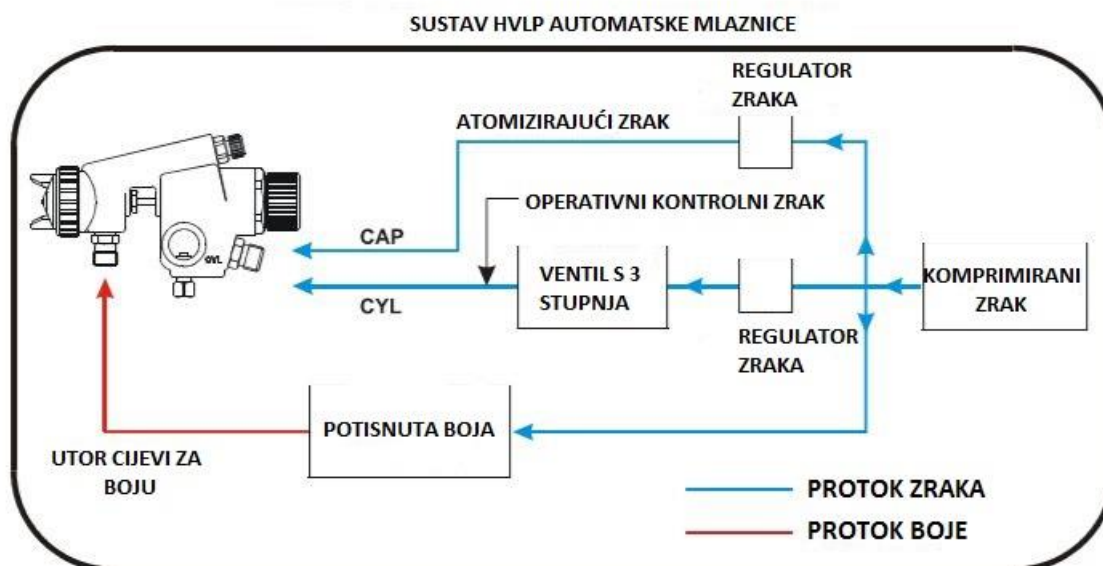 SUSTAV HVLP AUTOMATSKE MLAZNICE
REGULATOR
ZRAKA
ATOMIZIRAJUĆI ZRAK
OPERATIVNI KONTROLNI ZRAK
CAP
CYL
VENTIL S 3
STUPNJA
KOMPRIMIRANI
ZRAK
REGULATOR
ZRAKA
POTISNUTA BOJA
UTOR CIJEVI ZA
BOJU
PROTOK ZRAKA
PROTOK BOJE